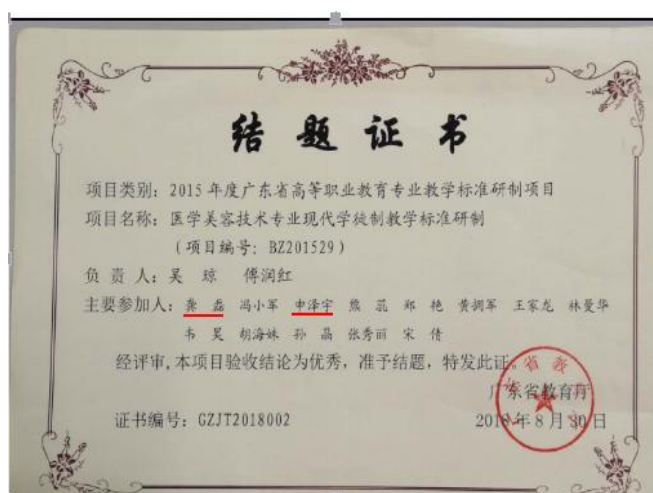 结题证书
项目类别：2015年度广东省高等职业教育专业教学标准研制项目
项目名称：医学美容技术专业现代学徒制教学标准研制
（项目编号：BZ201529）
负责人：吴琼 傅润红
主要参加人：龚磊 冯小军 申泽宇 熊蕊 郑艳 黄拥军 王家龙 林曼华
韦昊 胡海姝 孙晶 张秀丽 宋倩
经评审,本项目验收结论为优秀，准予结题，特发此证。
广东省教育厅
证书编号：GZJT2018002 2018年8月30日